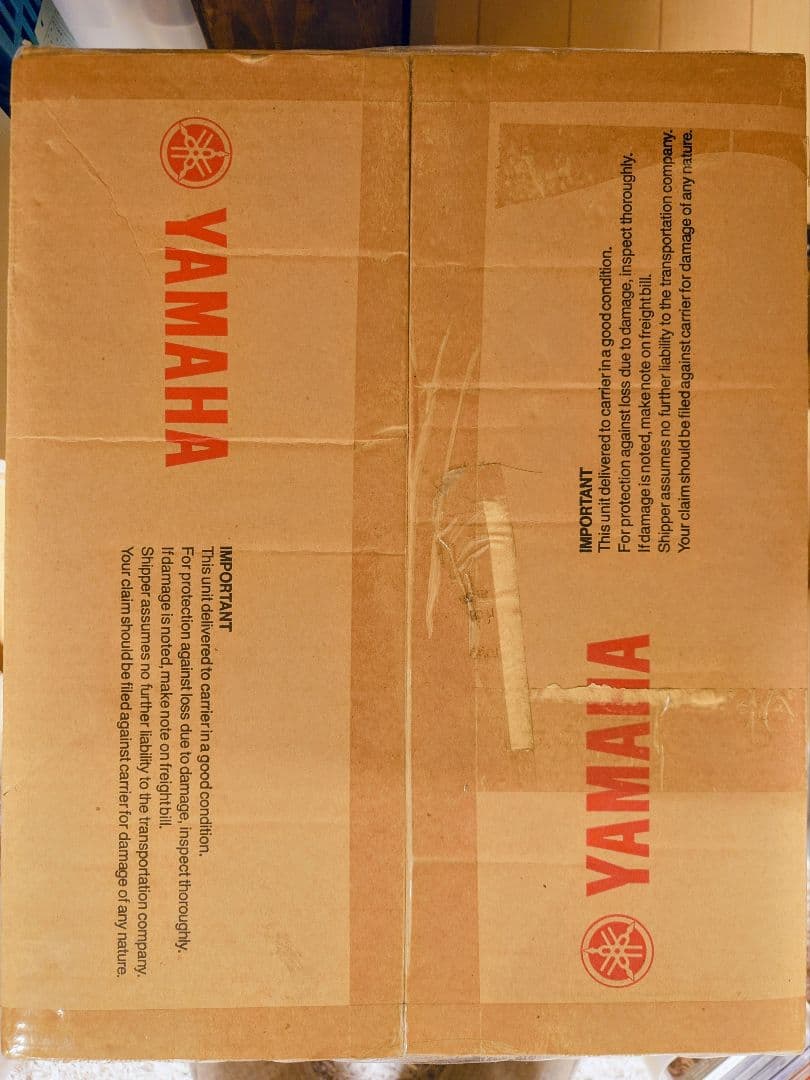 YAMAHA
IMPORTANT
This unit delivered to carrier in a good condition.
For protection against loss due to damage, inspect thoroughly.
If damage is noted, make note on freight bill.
Shipper assumes no further liability to the transportation company.
Your claim should be filed against carrier for damage of any nature.
YAMAHA
IMPORTANT
This unit delivered to carrier in a good condition.
For protection against loss due to damage, inspect thoroughly.
If damage is noted, make note on freight bill.
Shipper assumes no further liability to the transportation company.
Your claim should be filed against carrier for damage of any nature.